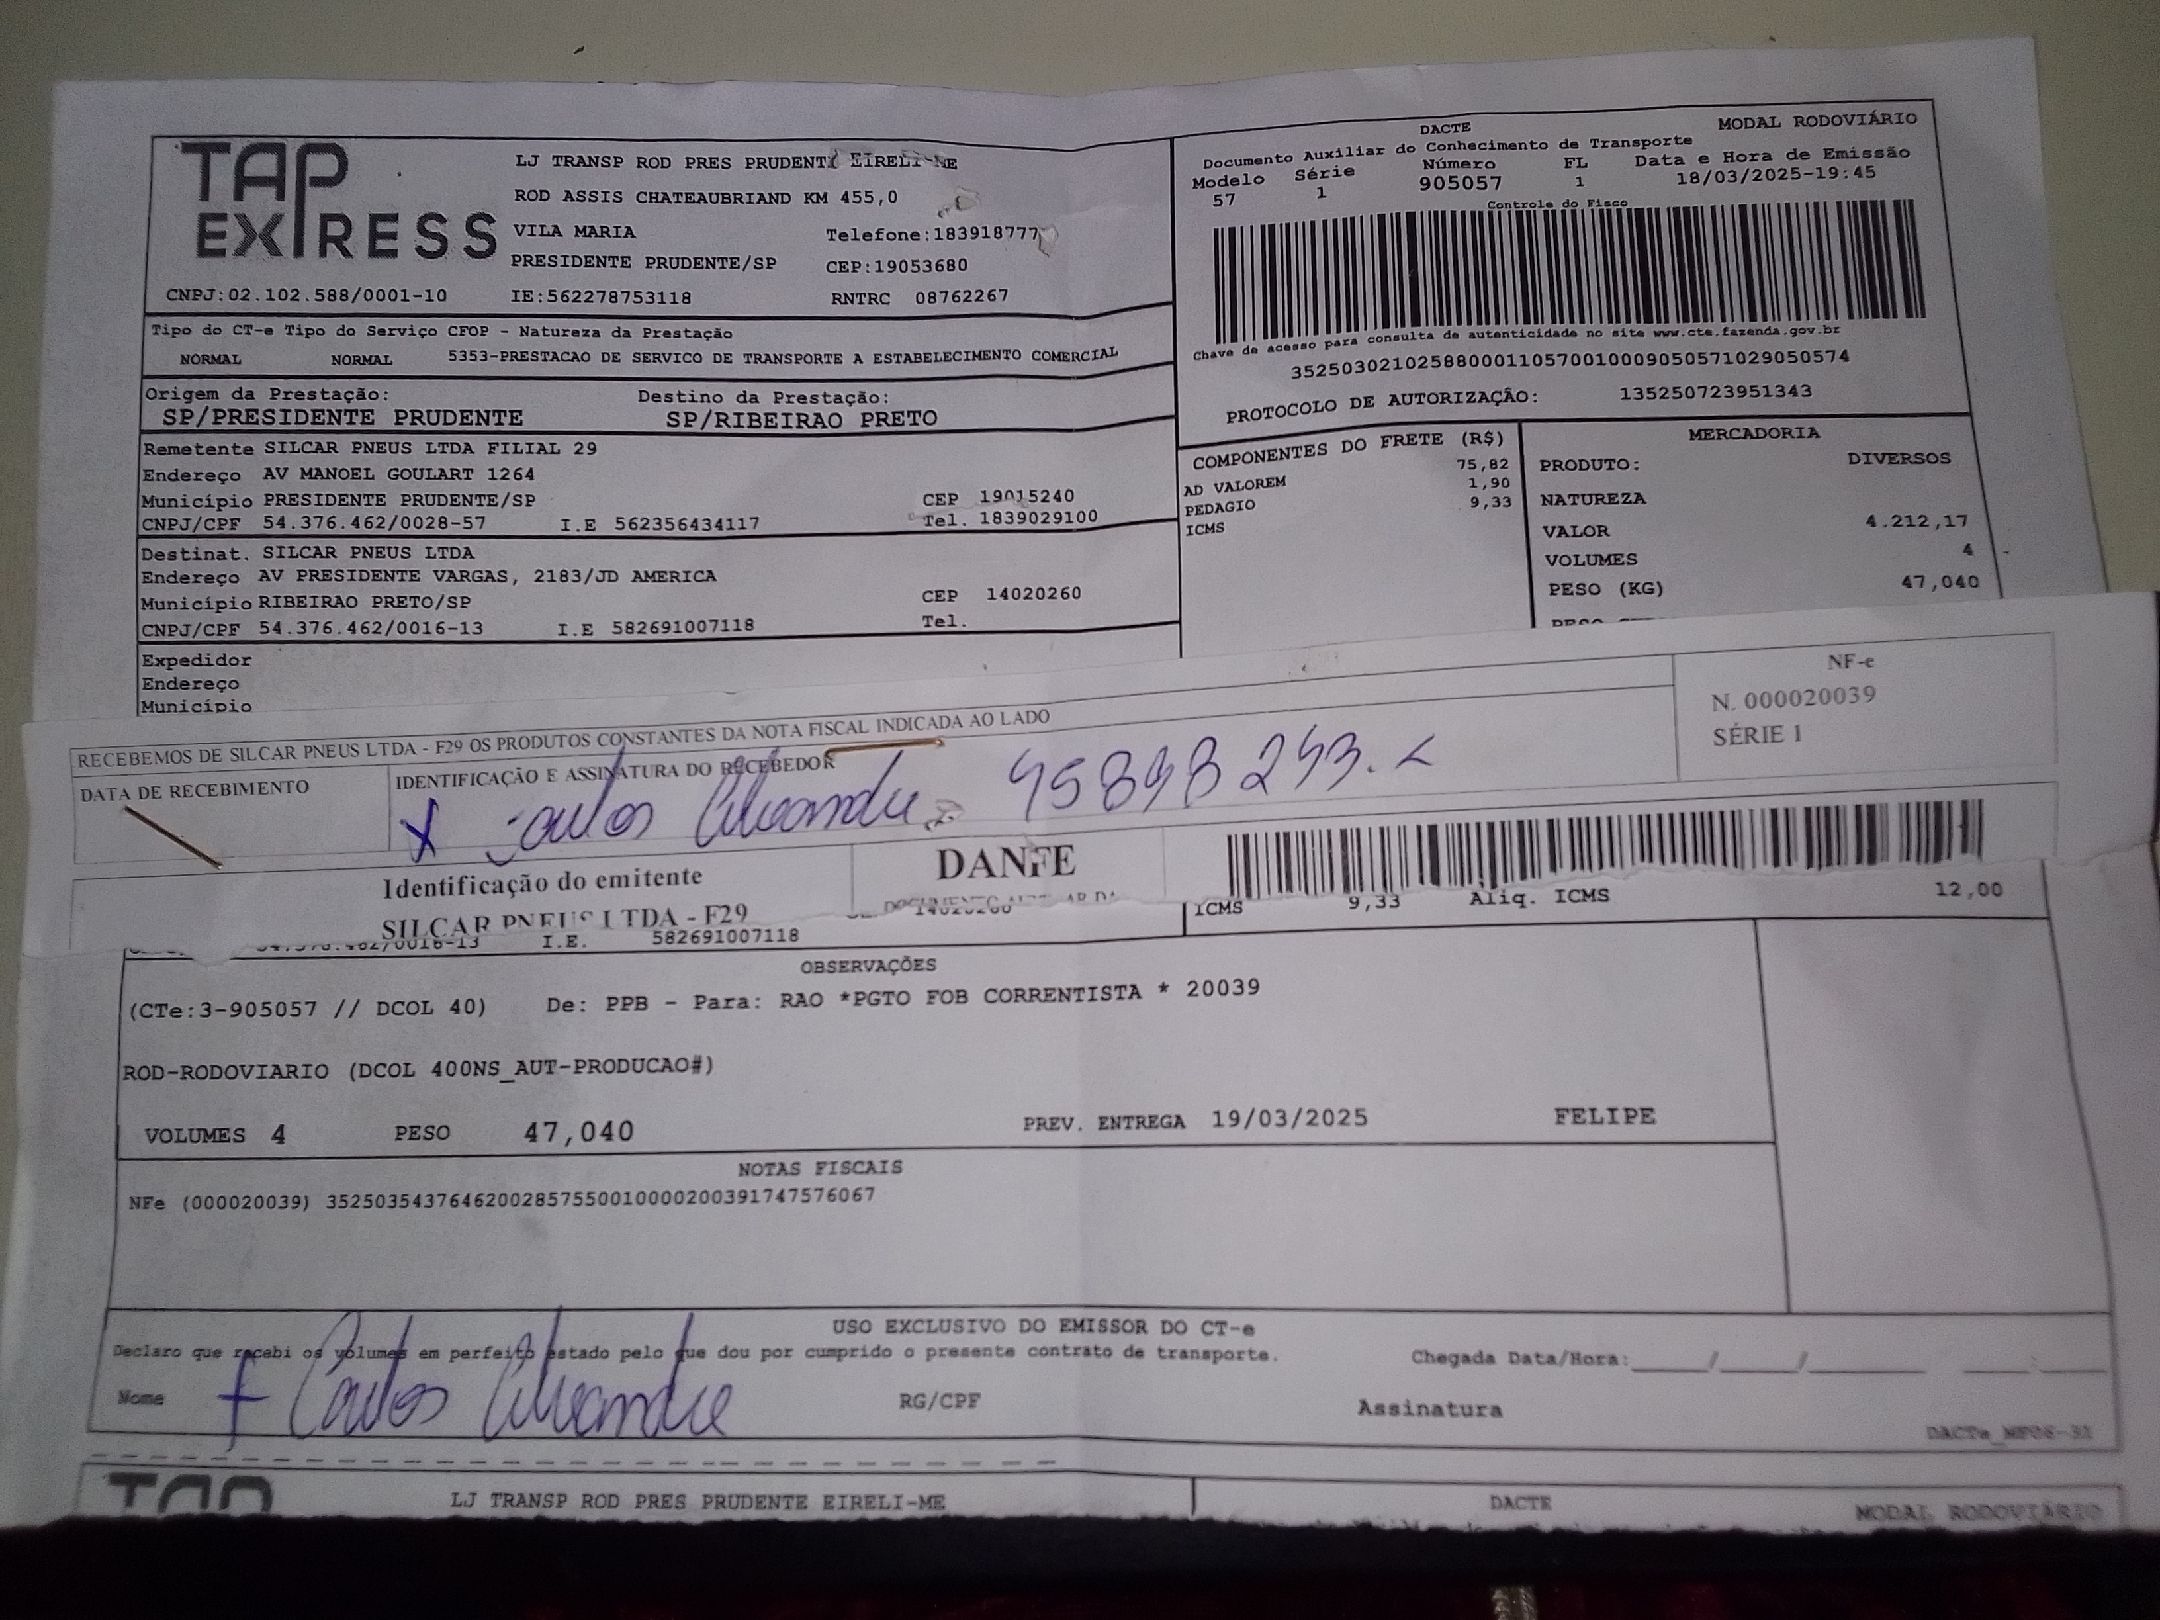 TAP EXPRESS
LJ TRANSP ROD PRES PRUDENTE EIRELI-ME
ROD ASSIS CHATEAUBRIAND KM 455,0
VILA MARIA Telefone:183918777
PRESIDENTE PRUDENTE/SP CEP:19053680
CNPJ:02.102.588/0001-10 IE:562278753118 RNTRC 08762267
DACTE MODAL RODOVIÁRIO
Documento Auxiliar do Conhecimento de Transporte
Modelo Série Número FL Data e Hora de Emissão
57 1 905057 1 18/03/2025-19:45
Controle do Fisco
Chave de acesso para consulta de autenticidade no site www.cte.fazenda.gov.br
35250302102588000110570010009050571029050574
PROTOCOLO DE AUTORIZAÇÃO: 135250723951343
Tipo do CT-e Tipo do Serviço CFOP - Natureza da Prestação
NORMAL NORMAL 5353-PRESTACAO DE SERVICO DE TRANSPORTE A ESTABELECIMENTO COMERCIAL
Origem da Prestação: Destino da Prestação:
SP/PRESIDENTE PRUDENTE SP/RIBEIRAO PRETO
Remetente SILCAR PNEUS LTDA FILIAL 29
Endereço AV MANOEL GOULART 1264
Município PRESIDENTE PRUDENTE/SP CEP 19015240
CNPJ/CPF 54.376.462/0028-57 I.E 562356434117 Tel. 1839029100
Destinat. SILCAR PNEUS LTDA
Endereço AV PRESIDENTE VARGAS, 2183/JD AMERICA
Município RIBEIRAO PRETO/SP CEP 14020260
CNPJ/CPF 54.376.462/0016-13 I.E 582691007118 Tel.
Expedidor
Endereço
Município
COMPONENTES DO FRETE (R$)
75,82
AD VALOREM 1,90
PEDAGIO 9,33
ICMS
MERCADORIA
PRODUTO: DIVERSOS
NATUREZA
VALOR 4.212,17
VOLUMES 4
PESO (KG) 47,040
RECEBEMOS DE SILCAR PNEUS LTDA - F29 OS PRODUTOS CONSTANTES DA NOTA FISCAL INDICADA AO LADO
DATA DE RECEBIMENTO IDENTIFICAÇÃO E ASSINATURA DO RECEBEDOR
X Carlos
NF-e
N. 000020039
SÉRIE 1
Identificação do emitente
SILCAR PNEUS LTDA - F29
DANFE
ICMS 9,33 Aliq. ICMS 12,00
54.376.462/0016-13 I.E. 582691007118
OBSERVAÇÕES
(CTe:3-905057 // DCOL 40) De: PPB - Para: RAO *PGTO FOB CORRENTISTA * 20039
ROD-RODOVIARIO (DCOL 400NS_AUT-PRODUCAO#)
VOLUMES 4 PESO 47,040 PREV. ENTREGA 19/03/2025 FELIPE
NOTAS FISCAIS
NFe (000020039) 35250354376462002857550010000200391747576067
USO EXCLUSIVO DO EMISSOR DO CT-e
Declaro que recebi os volumes em perfeito estado pelo que dou por cumprido o presente contrato de transporte. Chegada Data/Hora:____/____/______ ____:____
Nome Carlos RG/CPF Assinatura
LJ TRANSP ROD PRES PRUDENTE EIRELI-ME DACTE MODAL RODOVIÁRIO